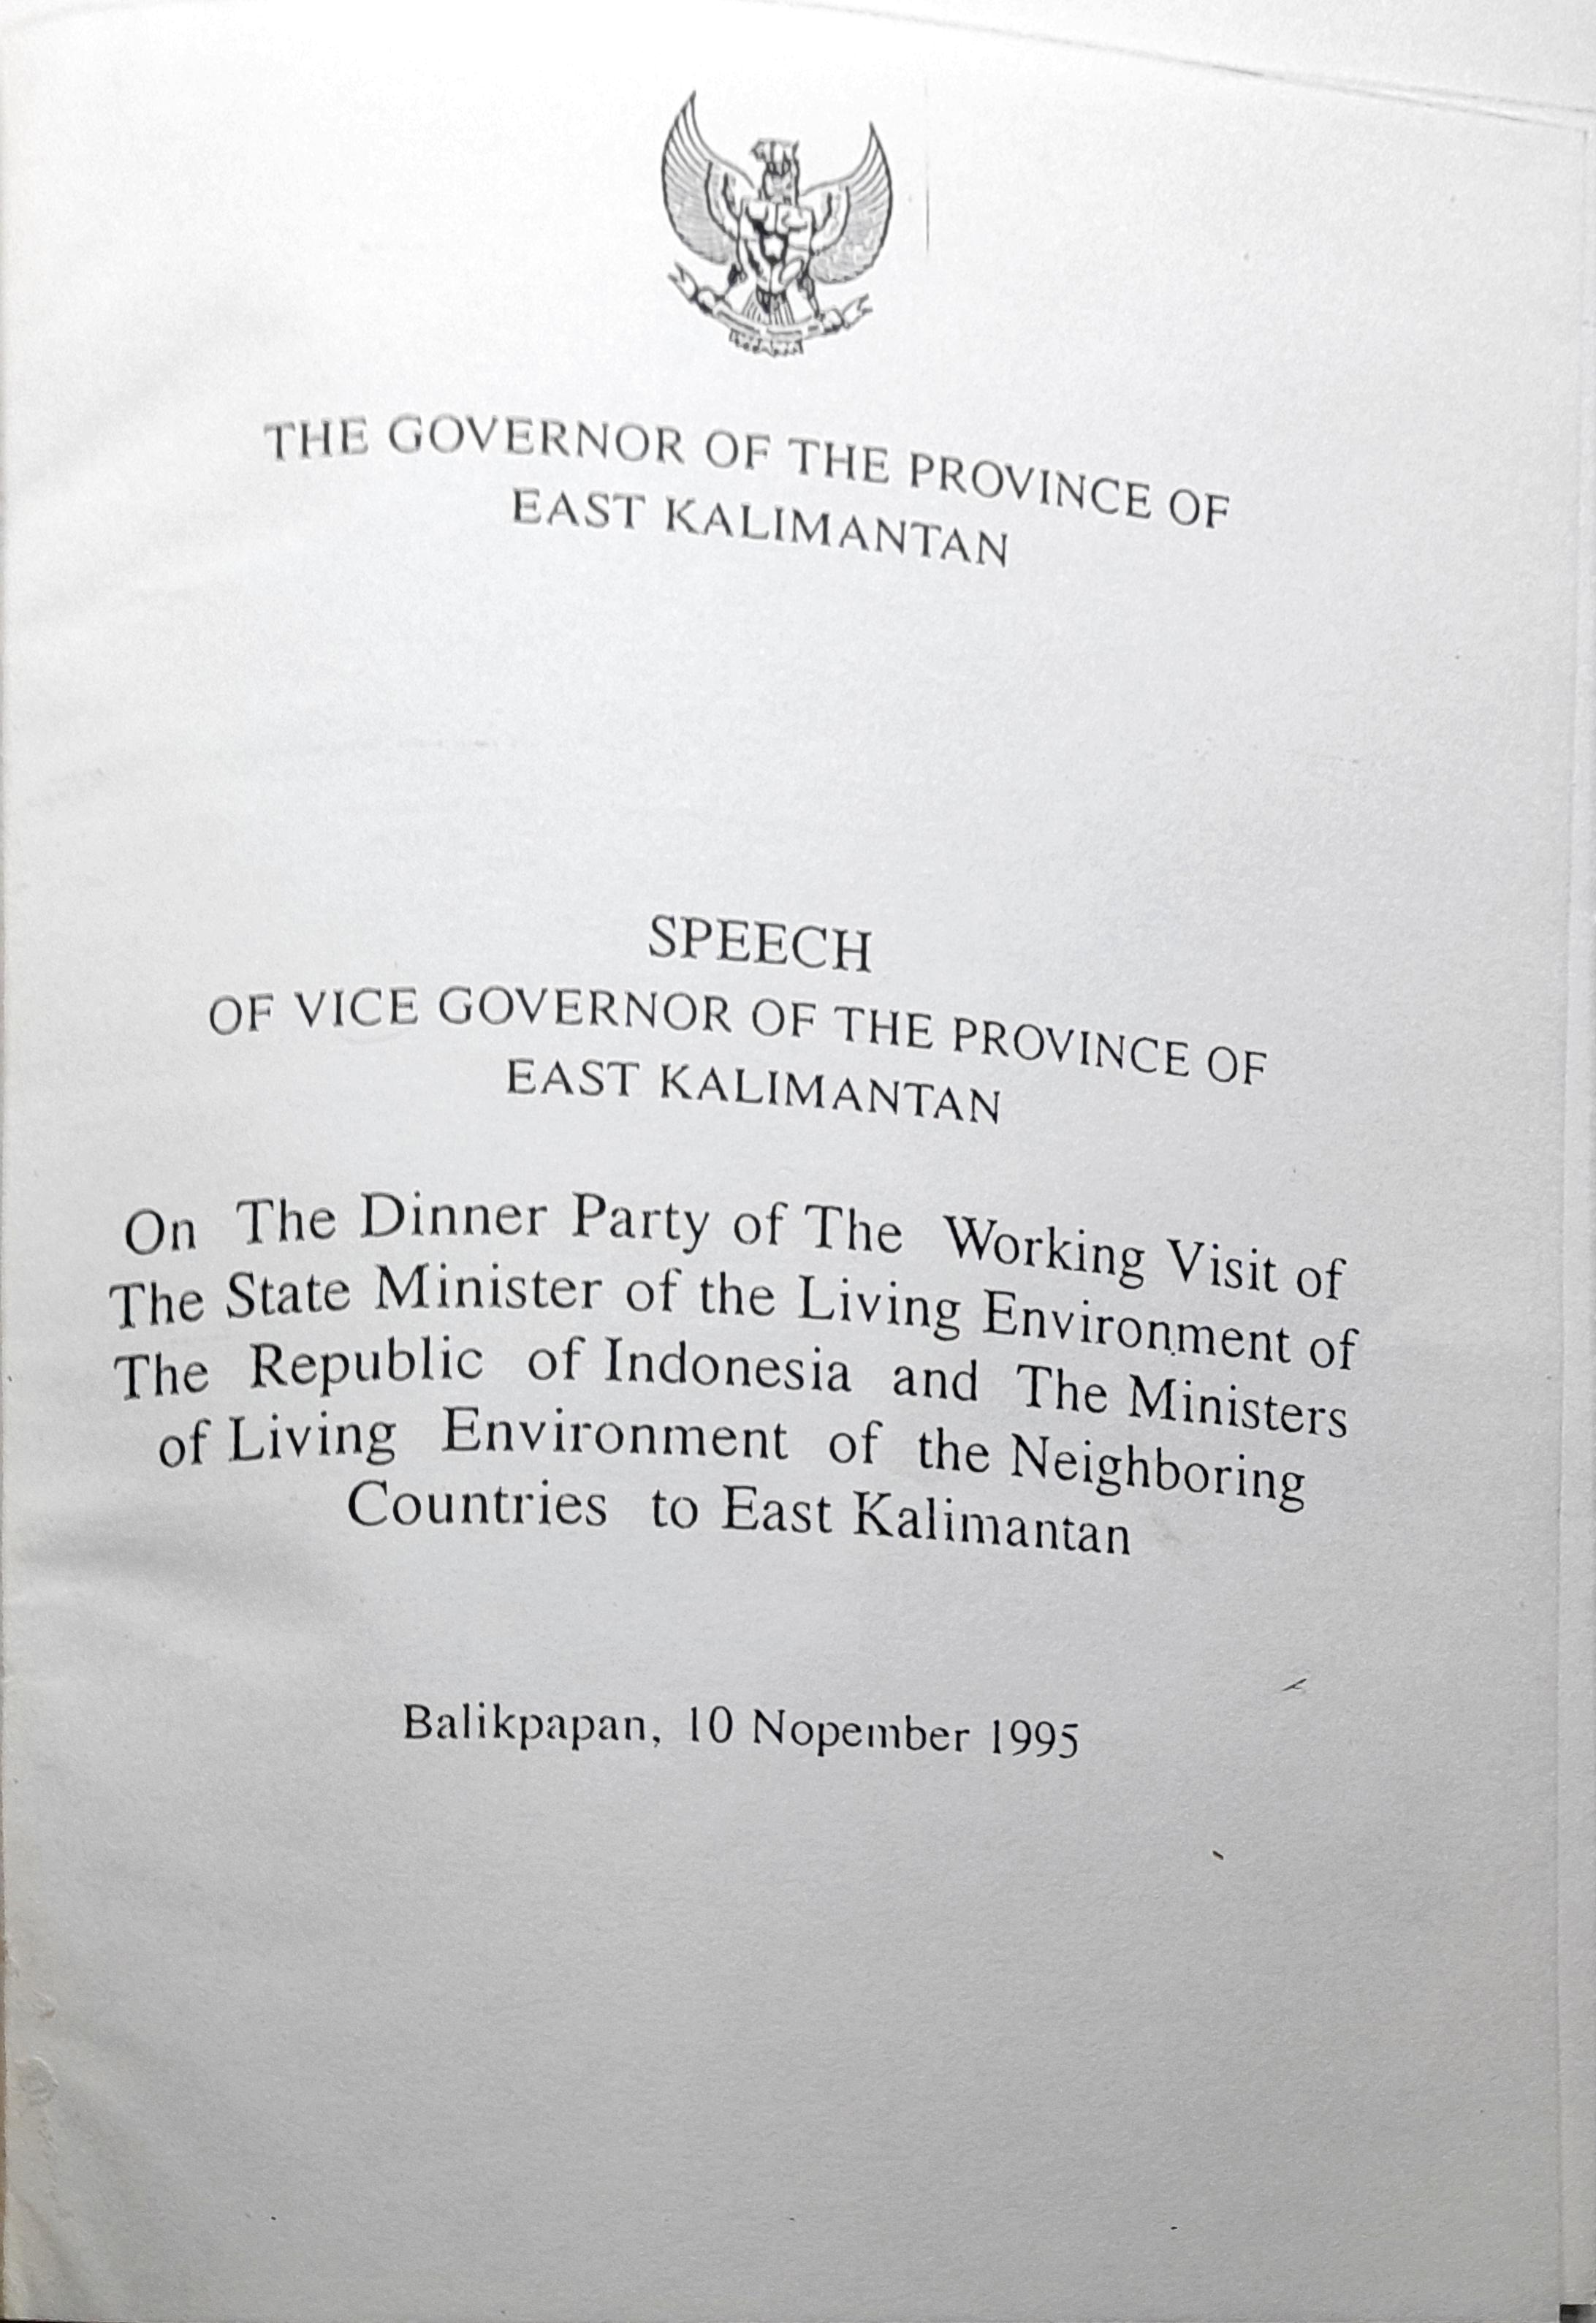 THE GOVERNOR OF THE PROVINCE OF
EAST KALIMANTAN
SPEECH
OF VICE GOVERNOR OF THE PROVINCE OF
EAST KALIMANTAN
On The Dinner Party of The Working Visit of
The State Minister of the Living Environment of
The Republic of Indonesia and The Ministers
of Living Environment of the Neighboring
Countries to East Kalimantan
Balikpapan, 10 Nopember 1995